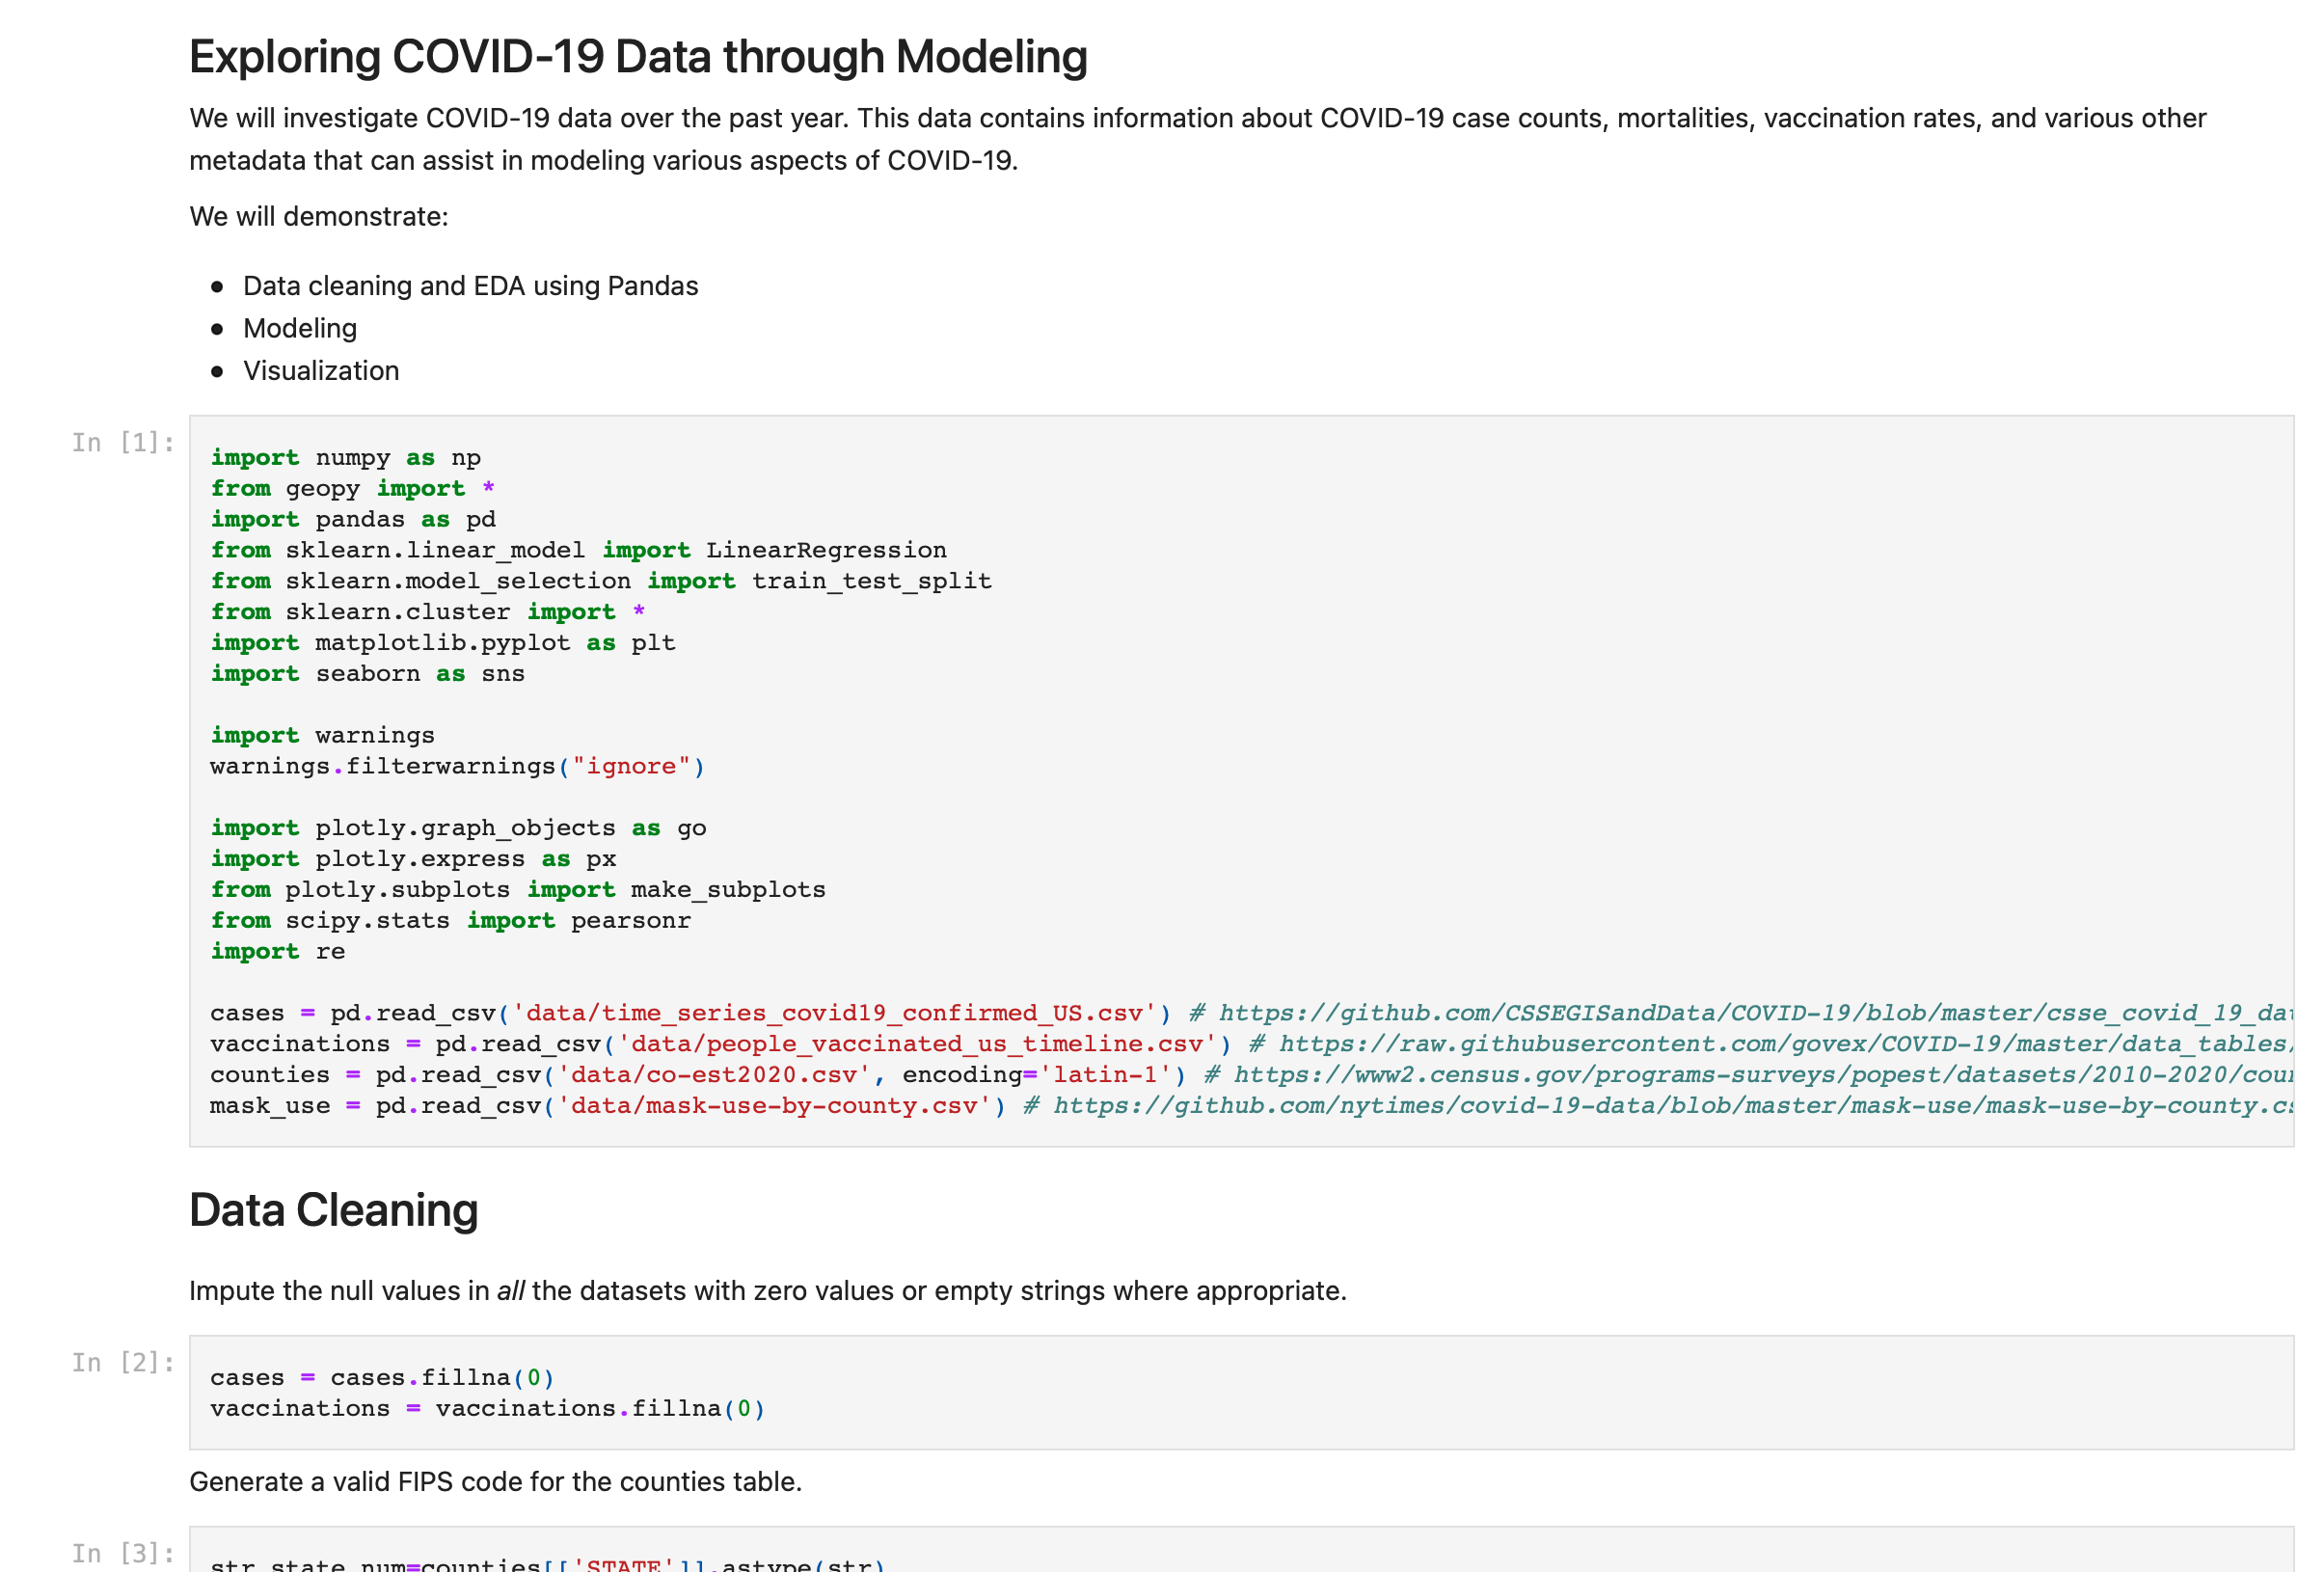 Exploring COVID-19 Data through Modeling
We will investigate COVID-19 data over the past year. This data contains information about COVID-19 case counts, mortalities, vaccination rates, and various other
metadata that can assist in modeling various aspects of COVID-19.
We will demonstrate:
• Data cleaning and EDA using Pandas
• Modeling
• Visualization
In [1]:
import numpy as np
from geopy import *
import pandas as pd
from sklearn.linear_model import LinearRegression
from sklearn.model_selection import train_test_split
from sklearn.cluster import *
import matplotlib.pyplot as plt
import seaborn as sns
import warnings
warnings.filterwarnings("ignore")
import plotly.graph_objects as go
import plotly.express as px
from plotly.subplots import make_subplots
from scipy.stats import pearsonr
import re
cases = pd.read_csv('data/time_series_covid19_confirmed_US.csv') # https://github.com/CSSEGISandData/COVID-19/blob/master/csse_covid_19_dat
vaccinations = pd.read_csv('data/people_vaccinated_us_timeline.csv') # https://raw.githubusercontent.com/govex/COVID-19/master/data_tables/
counties = pd.read_csv('data/co-est2020.csv', encoding='latin-1') # https://www2.census.gov/programs-surveys/popest/datasets/2010-2020/coun
mask_use = pd.read_csv('data/mask-use-by-county.csv') # https://github.com/nytimes/covid-19-data/blob/master/mask-use/mask-use-by-county.cs
Data Cleaning
Impute the null values in all the datasets with zero values or empty strings where appropriate.
In [2]:
cases = cases.fillna(0)
vaccinations = vaccinations.fillna(0)
Generate a valid FIPS code for the counties table.
In [3]:
str_state_num=counties[['STATE']].astype(str)